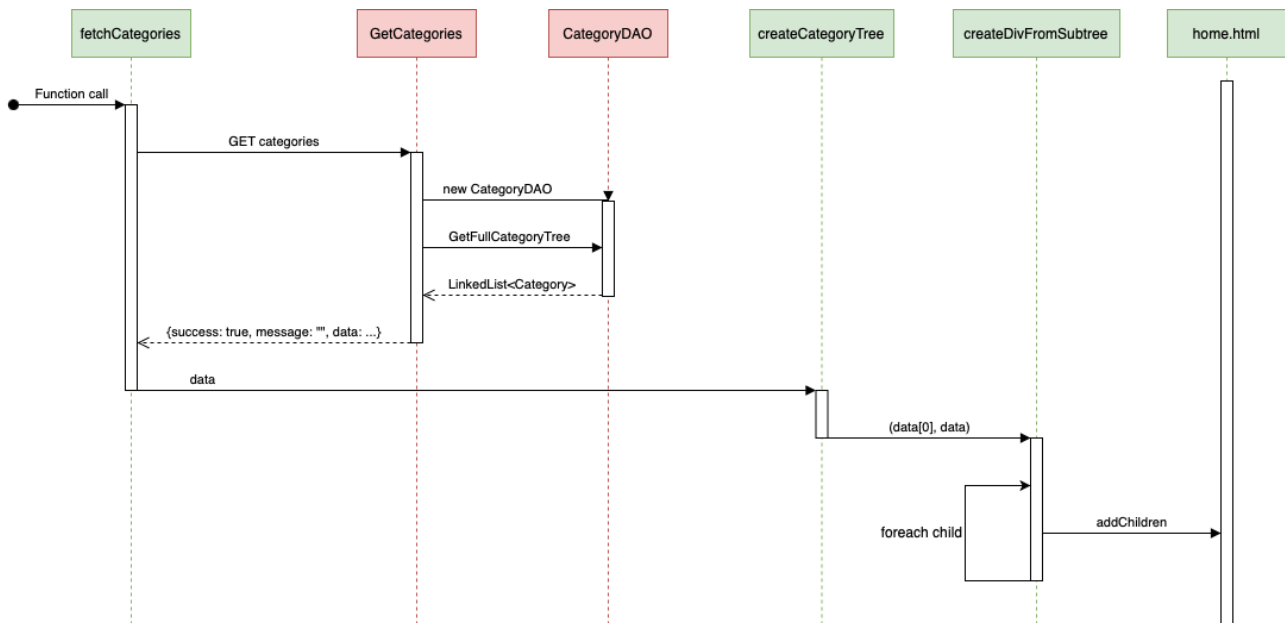 fetchCategories
GetCategories
CategoryDAO
createCategoryTree
createDivFromSubtree
home.html
Function call
GET categories
new CategoryDAO
GetFullCategoryTree
LinkedList<Category>
{success: true, message: "", data: ...}
data
(data[0], data)
foreach child
addChildren